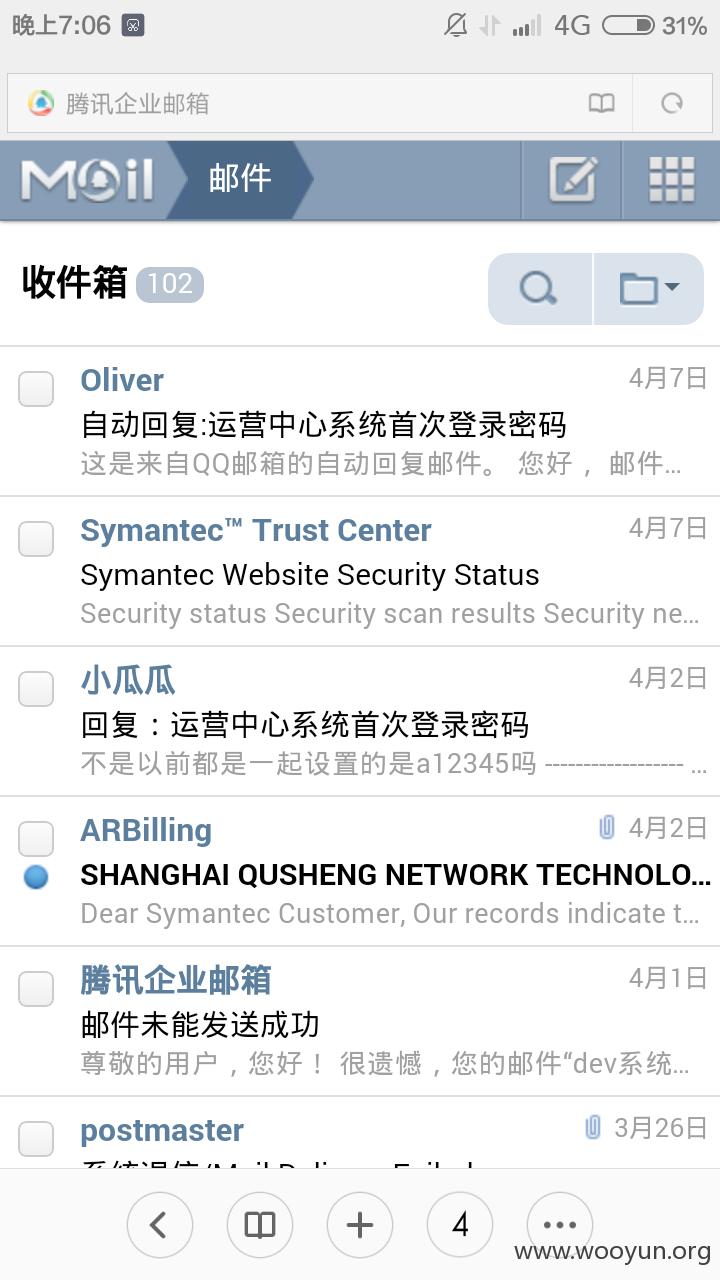 晚上7:06 4G 31%
腾讯企业邮箱
Mail 邮件
收件箱 102
Oliver 4月7日
自动回复:运营中心系统首次登录密码
这是来自QQ邮箱的自动回复邮件。 您好， 邮件...
Symantec™ Trust Center 4月7日
Symantec Website Security Status
Security status Security scan results Security ne...
小瓜瓜 4月2日
回复：运营中心系统首次登录密码
不是以前都是一起设置的是a12345吗 ------------------ ...
ARBilling 4月2日
SHANGHAI QUSHENG NETWORK TECHNOLO...
Dear Symantec Customer, Our records indicate t...
腾讯企业邮箱 4月1日
邮件未能发送成功
尊敬的用户，您好！ 很遗憾，您的邮件“dev系统...
postmaster 3月26日
4
www.wooyun.org